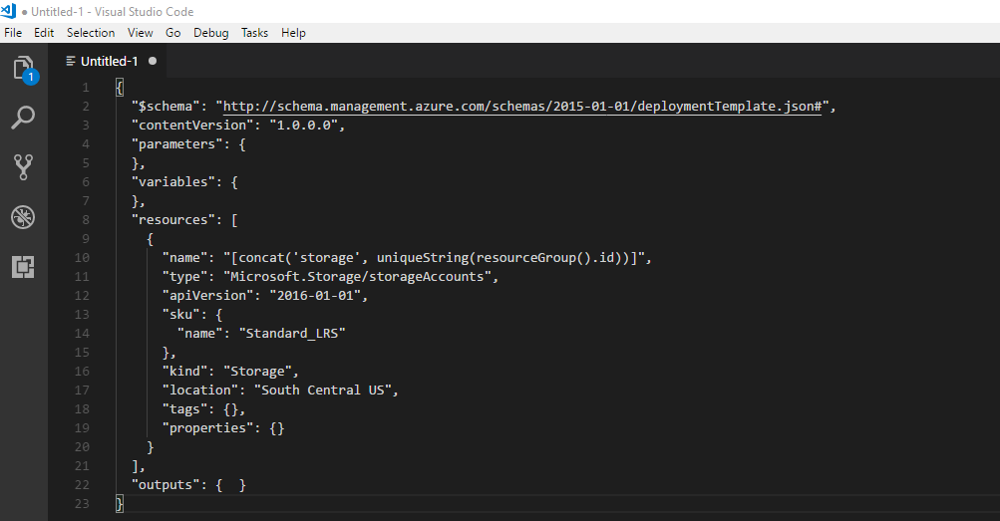 ● Untitled-1 - Visual Studio Code
File Edit Selection View Go Debug Tasks Help
Untitled-1 ●
1
1 {
2 "$schema": "http://schema.management.azure.com/schemas/2015-01-01/deploymentTemplate.json#",
3 "contentVersion": "1.0.0.0",
4 "parameters": {
5 },
6 "variables": {
7 },
8 "resources": [
9 {
10 "name": "[concat('storage', uniqueString(resourceGroup().id))]",
11 "type": "Microsoft.Storage/storageAccounts",
12 "apiVersion": "2016-01-01",
13 "sku": {
14 "name": "Standard_LRS"
15 },
16 "kind": "Storage",
17 "location": "South Central US",
18 "tags": {},
19 "properties": {}
20 }
21 ],
22 "outputs": {  }
23 }